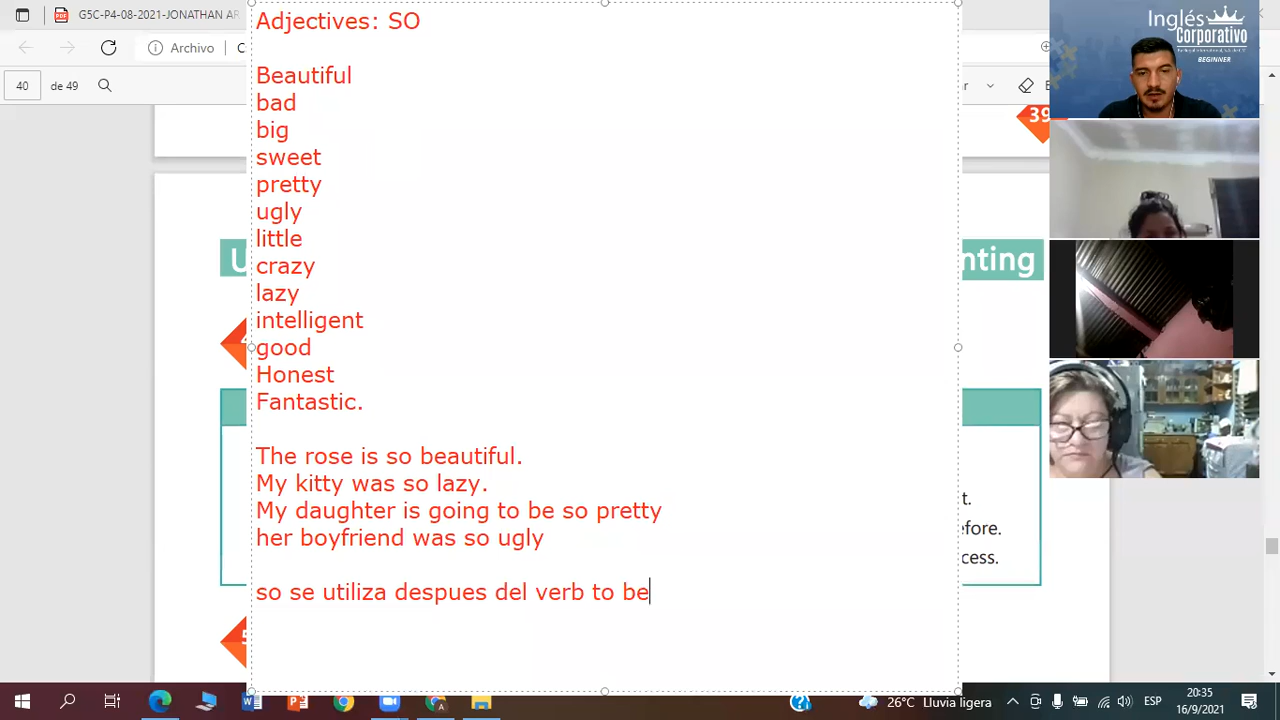 G5C-P4-9/2021-JONATHAN AR
Archivo
40 de 49
Adjectives: SO
Beautiful
bad
big
sweet
pretty
ugly
little
crazy
lazy
intelligent
good
Honest
Fantastic.
The rose is so beautiful.
My kitty was so lazy.
My daughter is going to be so pretty
her boyfriend was so ugly
so se utiliza despues del verb to be
39
U
nting
t.
efore.
cess.
Inglés
Corporativo
BEGINNER
26°C Lluvia ligera
ESP
20:35
16/9/2021